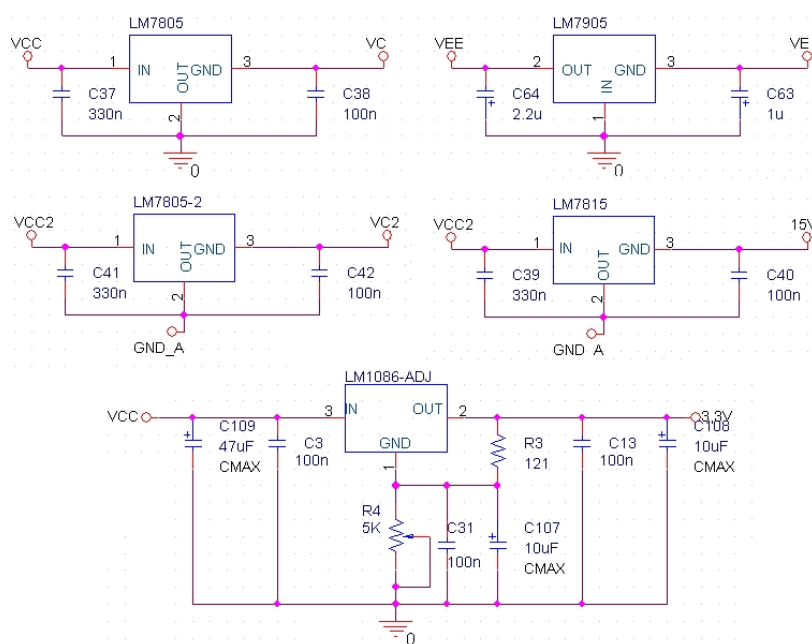 LM7805
VCC
1
IN
OUT
GND
3
VC
C37
330n
2
C38
100n
0
LM7905
VEE
2
OUT
IN
GND
3
VE
C64
2.2u
1
C63
1u
0
LM7805-2
VCC2
1
IN
OUT
GND
3
VC2
C41
330n
2
C42
100n
GND_A
LM7815
VCC2
1
IN
OUT
GND
3
15V
C39
330n
2
C40
100n
GND A
LM1086-ADJ
VCC
3
IN
OUT
2
3.3V
C109
47uF
CMAX
C3
100n
GND
1
R3
121
C13
100n
C108
10uF
CMAX
R4
5K
C31
100n
C107
10uF
CMAX
0